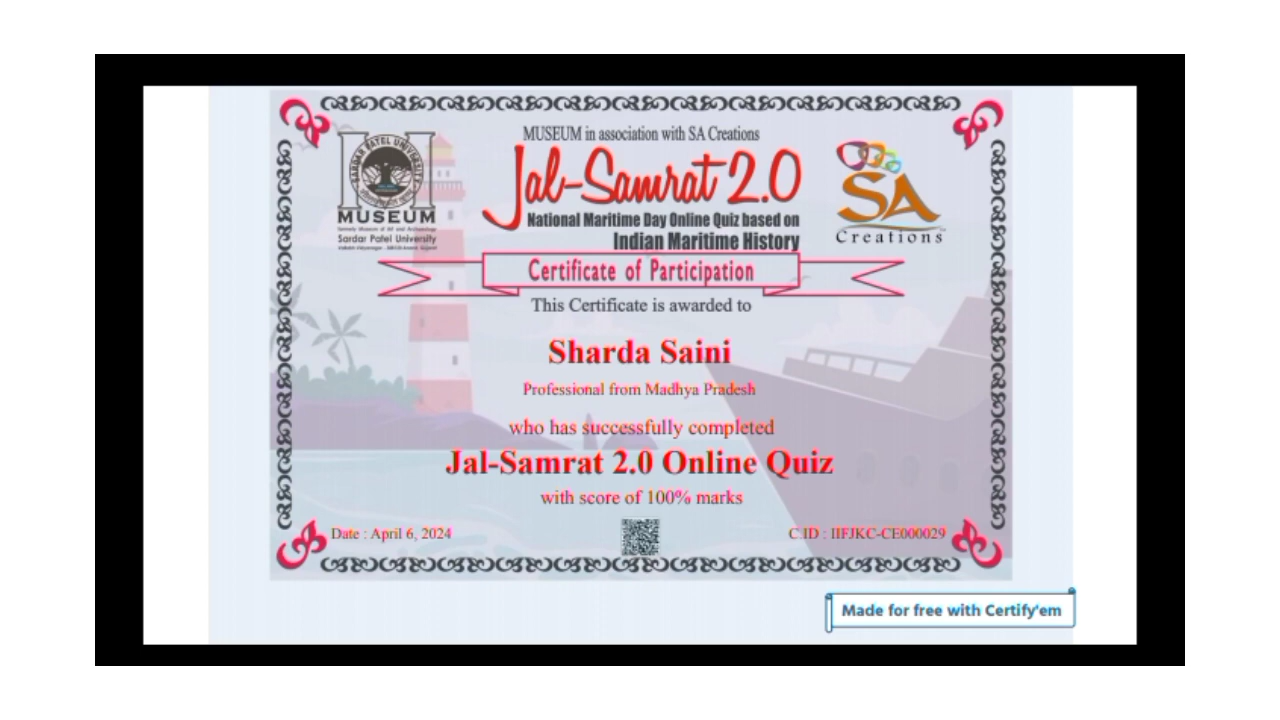 MUSEUM in association with SA Creations
SARDAR PATEL UNIVERSITY
MUSEUM
Sardar Patel University
Jal-Samrat 2.0
National Maritime Day Online Quiz based on
Indian Maritime History
SA
Creations
Certificate of Participation
This Certificate is awarded to
Sharda Saini
Professional from Madhya Pradesh
who has successfully completed
Jal-Samrat 2.0 Online Quiz
with score of 100% marks
Date : April 6, 2024
C.ID : IIFJKC-CE000029
Made for free with Certify'em